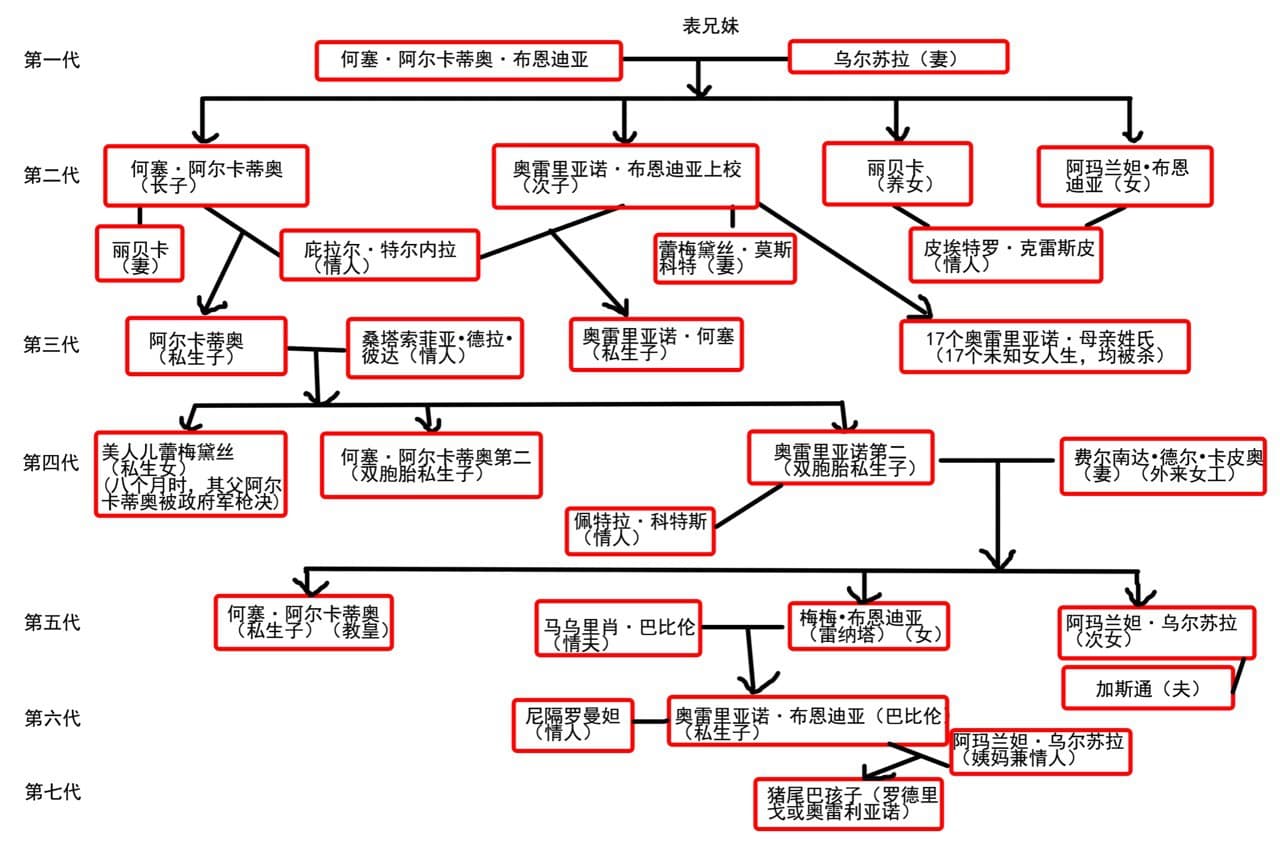 表兄妹
第一代
何塞·阿尔卡蒂奥·布恩迪亚
乌尔苏拉（妻）
第二代
何塞·阿尔卡蒂奥
（长子）
奥雷里亚诺·布恩迪亚上校
（次子）
丽贝卡
（养女）
阿玛兰妲•布恩
迪亚（女）
丽贝卡
（妻）
庇拉尔·特尔内拉
（情人）
蕾梅黛丝·莫斯
科特（妻）
皮埃特罗·克雷斯皮
（情人）
第三代
阿尔卡蒂奥
（私生子）
桑塔索菲亚•德拉•
彼达（情人）
奥雷里亚诺·何塞
（私生子）
17个奥雷里亚诺·母亲姓氏
（17个未知女人生，均被杀）
第四代
美人儿蕾梅黛丝
（私生女）
（八个月时，其父阿尔
卡蒂奥被政府军枪决）
何塞·阿尔卡蒂奥第二
（双胞胎私生子）
奥雷里亚诺第二
（双胞胎私生子）
费尔南达•德尔•卡皮奥
（妻）（外来女工）
佩特拉·科特斯
（情人）
第五代
何塞·阿尔卡蒂奥
（私生子）（教皇）
马乌里肖·巴比伦
（情夫）
梅梅•布恩迪亚
（雷纳塔）（女）
阿玛兰妲·乌尔苏拉
（次女）
加斯通（夫）
第六代
尼隔罗曼妲
（情人）
奥雷里亚诺·布恩迪亚（巴比伦）
（私生子）
阿玛兰妲·乌尔苏拉
（姨妈兼情人）
第七代
猪尾巴孩子（罗德里
戈或奥雷利亚诺）